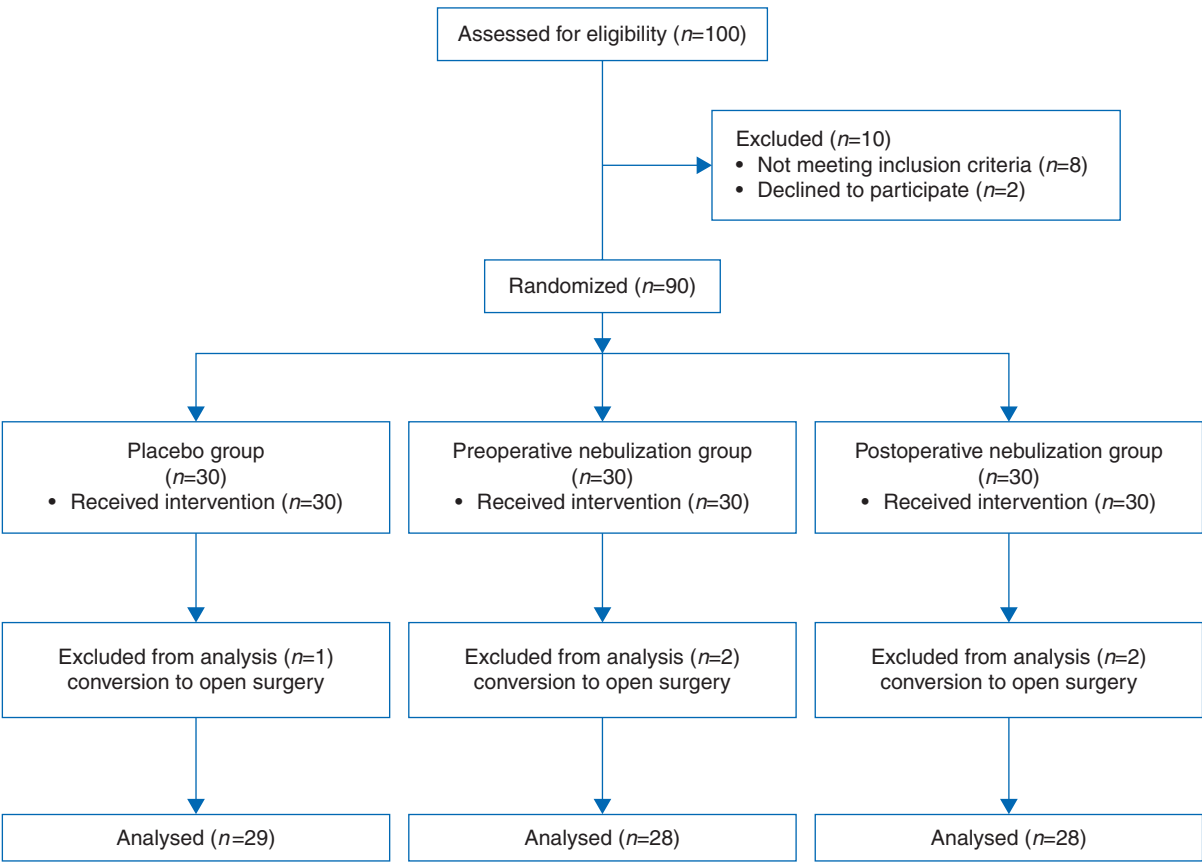 Assessed for eligibility (n=100)
Excluded (n=10)
• Not meeting inclusion criteria (n=8)
• Declined to participate (n=2)
Randomized (n=90)
Placebo group
(n=30)
• Received intervention (n=30)
Preoperative nebulization group
(n=30)
• Received intervention (n=30)
Postoperative nebulization group
(n=30)
• Received intervention (n=30)
Excluded from analysis (n=1)
conversion to open surgery
Excluded from analysis (n=2)
conversion to open surgery
Excluded from analysis (n=2)
conversion to open surgery
Analysed (n=29)
Analysed (n=28)
Analysed (n=28)